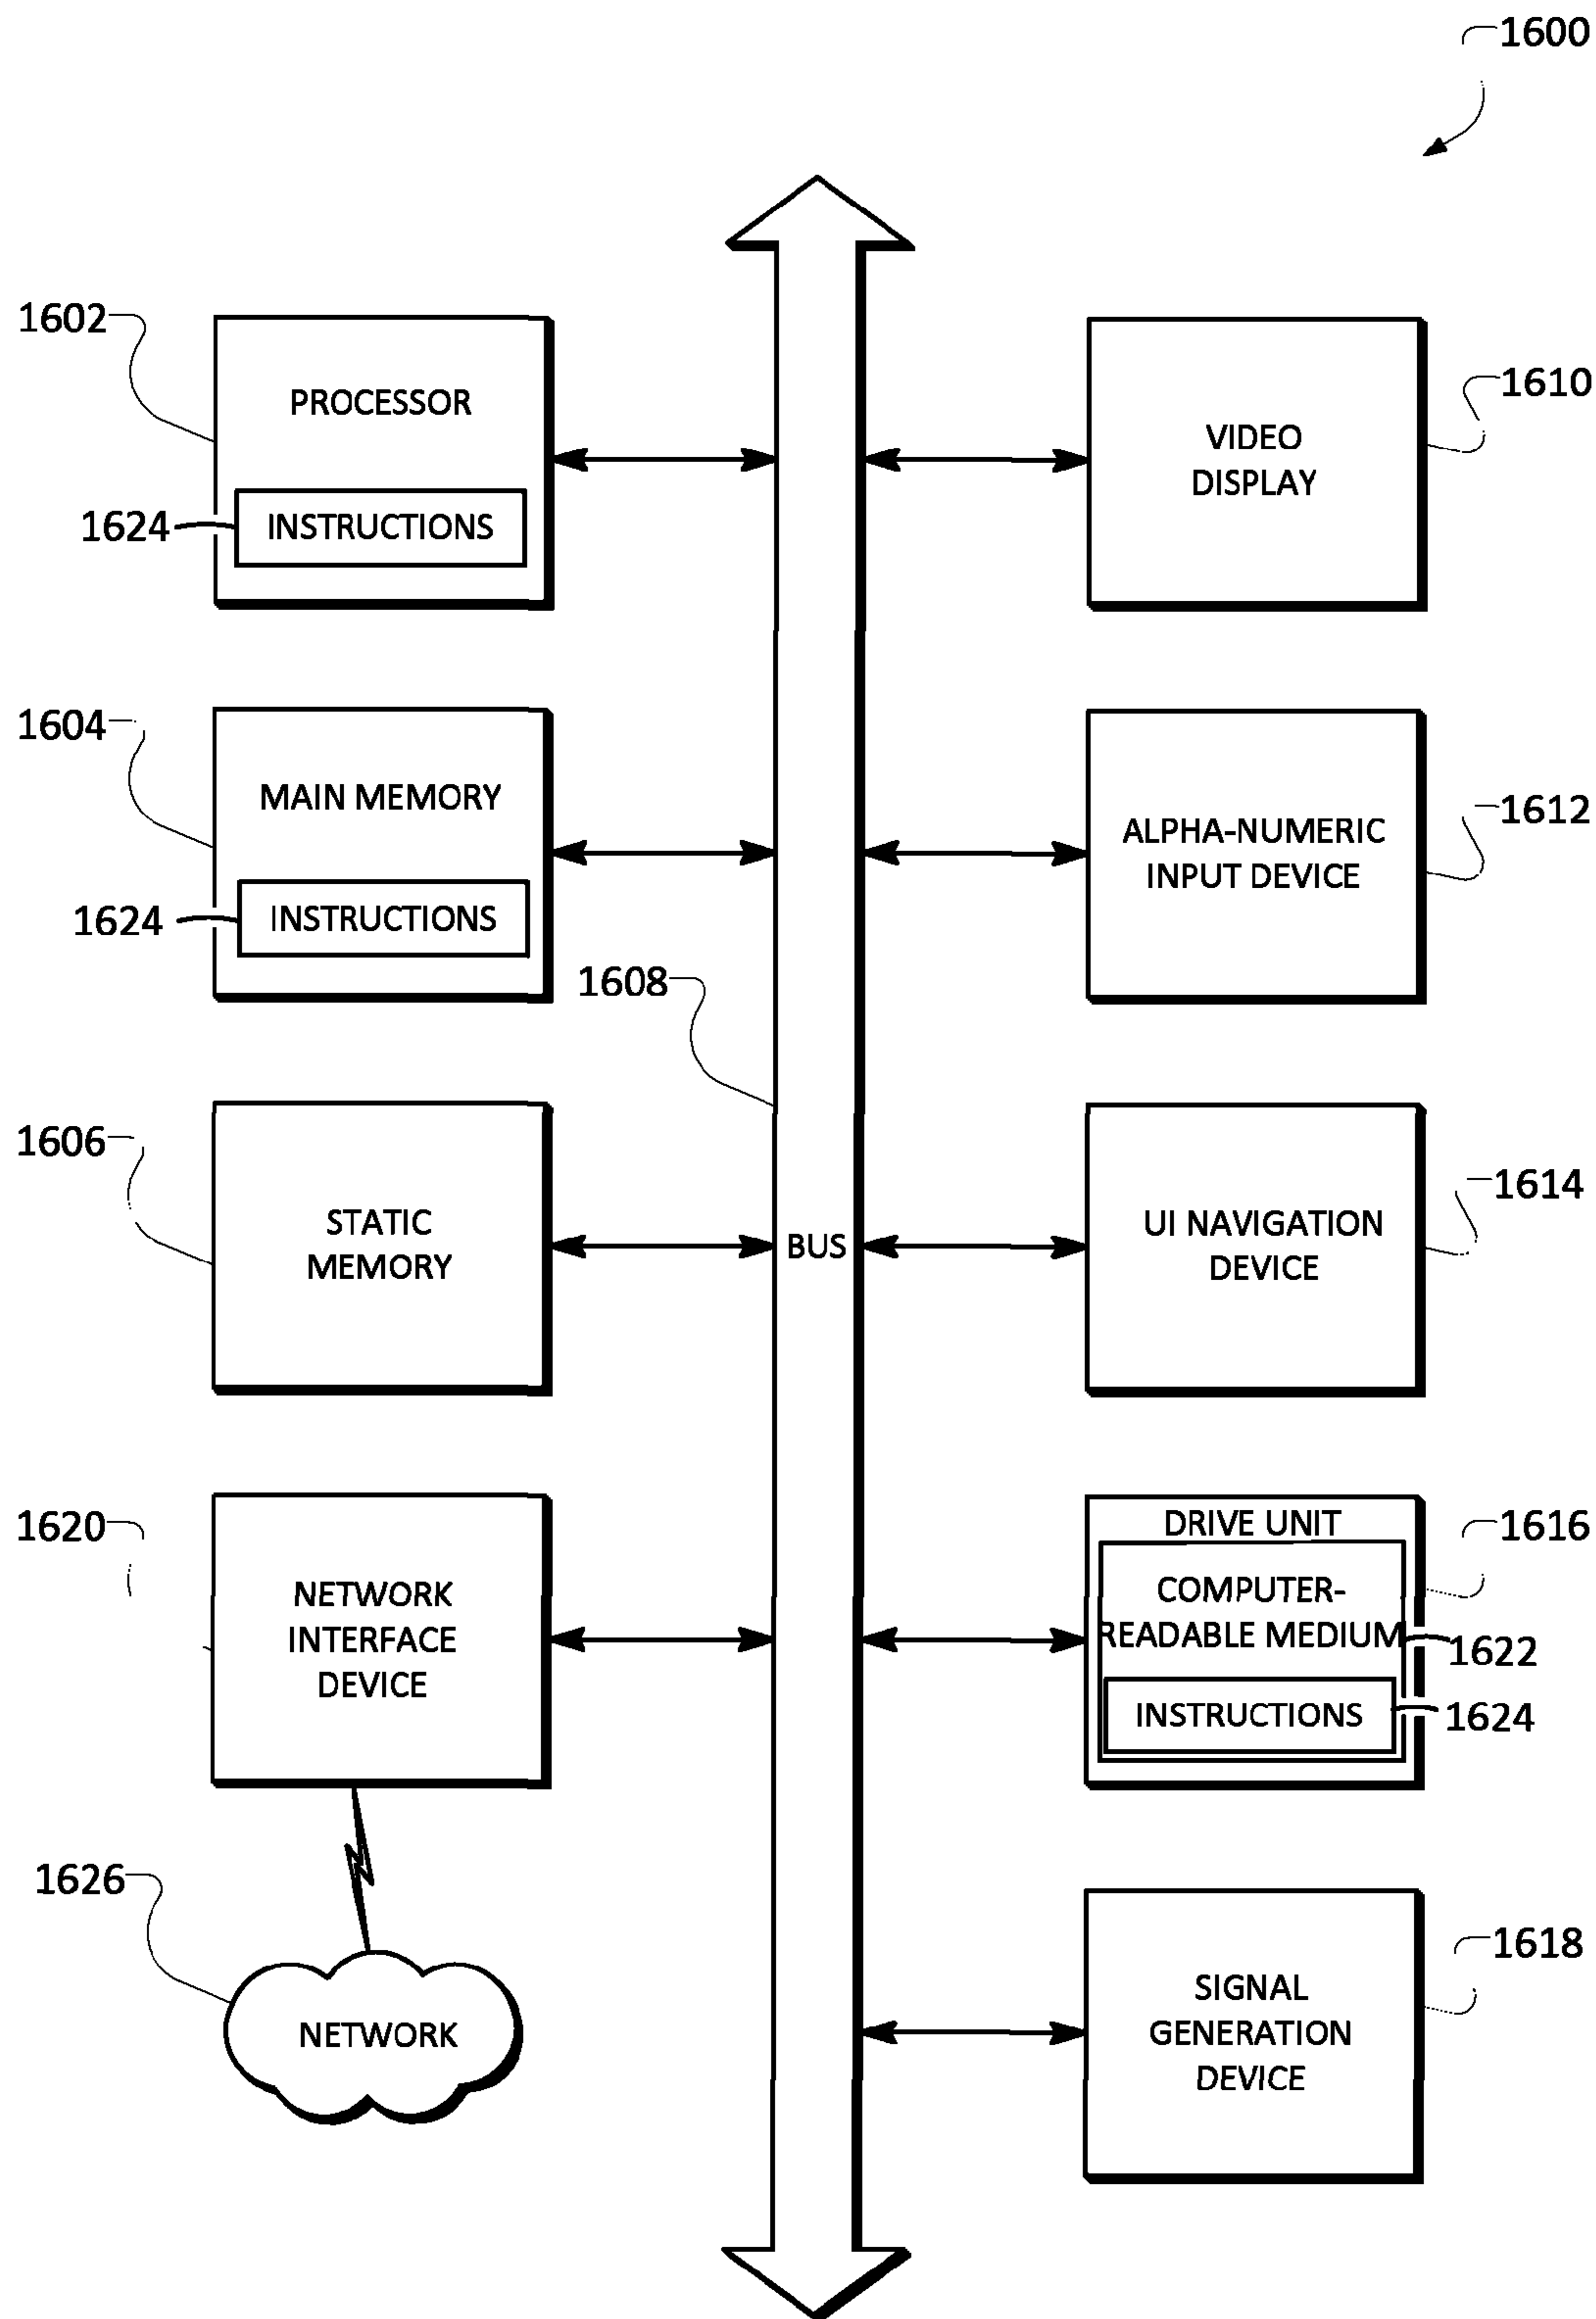 1600
1602
PROCESSOR
1624
INSTRUCTIONS
1610
VIDEO
DISPLAY
1604
MAIN MEMORY
1624
INSTRUCTIONS
1612
ALPHA-NUMERIC
INPUT DEVICE
1608
1606
STATIC
MEMORY
BUS
1614
UI NAVIGATION
DEVICE
1620
NETWORK
INTERFACE
DEVICE
DRIVE UNIT
1616
COMPUTER-
READABLE MEDIUM
1622
INSTRUCTIONS
1624
1626
NETWORK
1618
SIGNAL
GENERATION
DEVICE